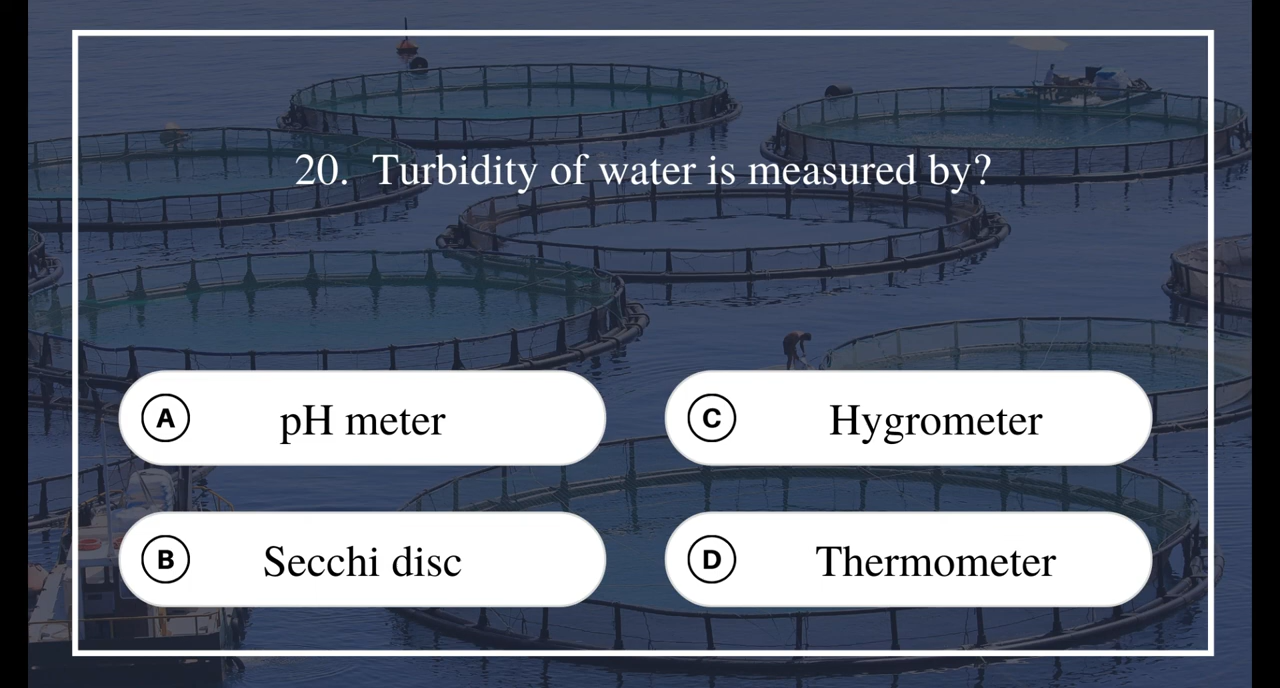 20. Turbidity of water is measured by?
A pH meter
B Secchi disc
C Hygrometer
D Thermometer